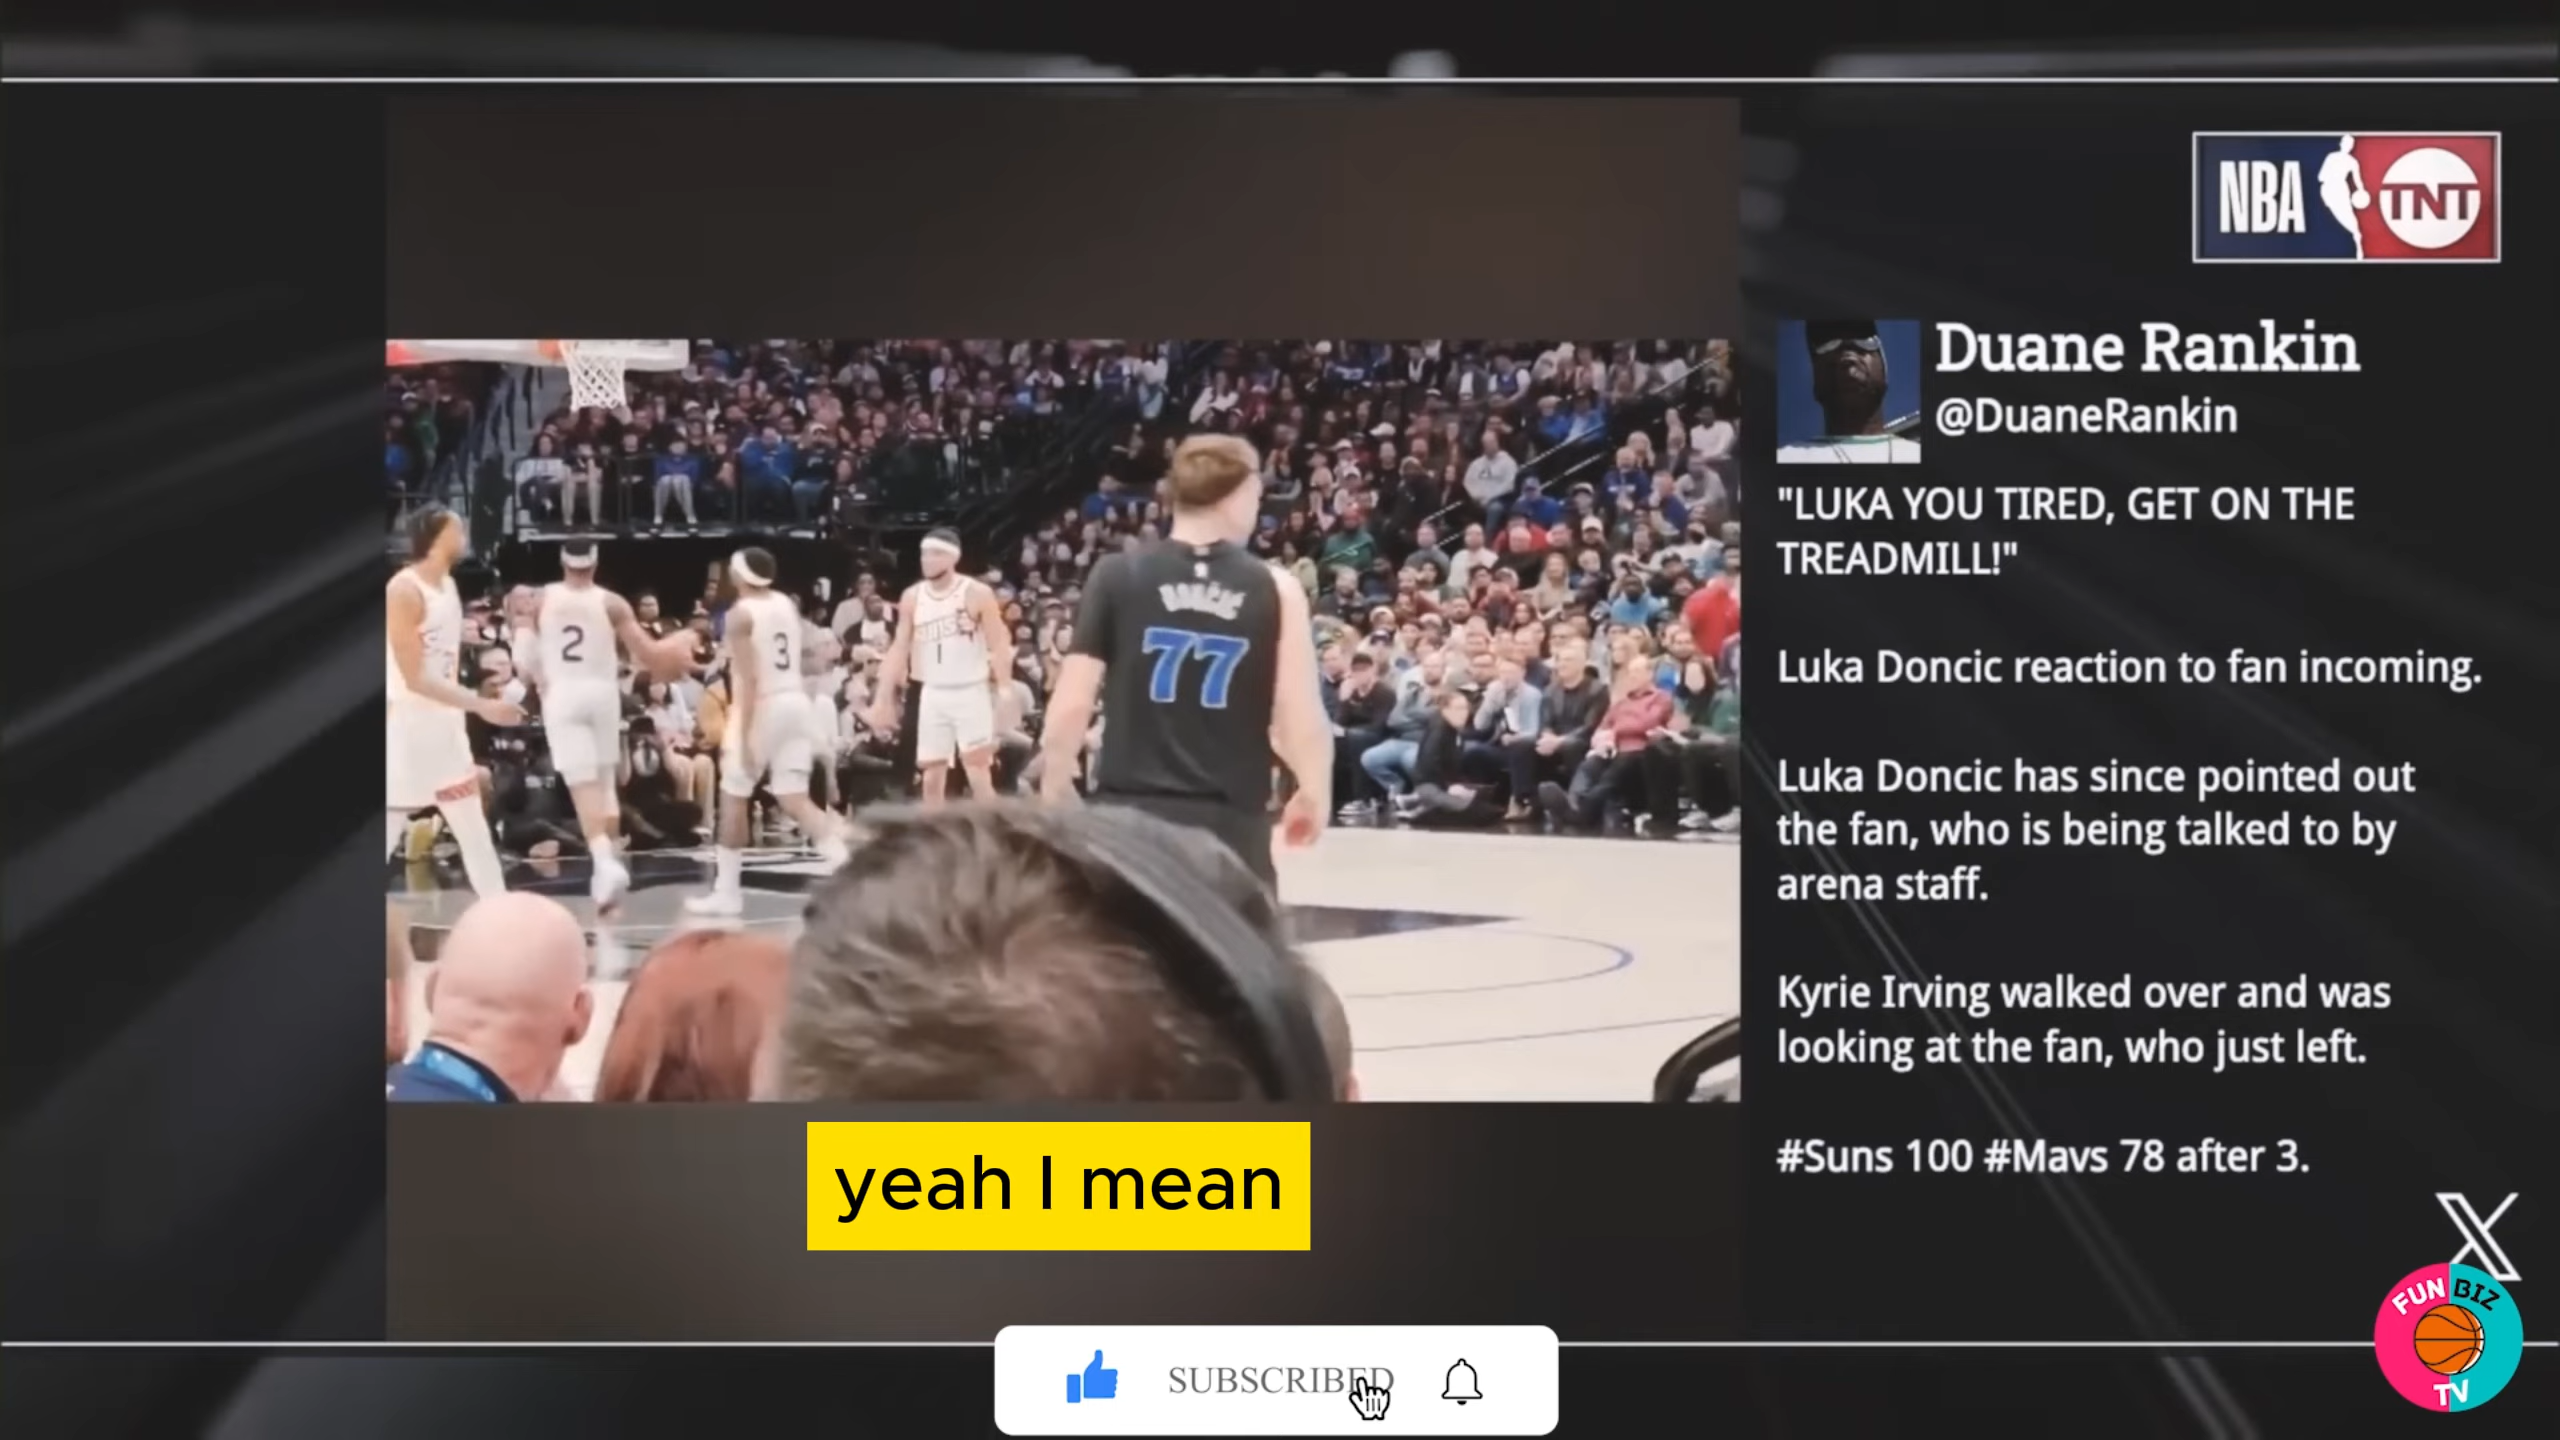 NBA TNT
Duane Rankin
@DuaneRankin
"LUKA YOU TIRED, GET ON THE
TREADMILL!"
Luka Doncic reaction to fan incoming.
Luka Doncic has since pointed out
the fan, who is being talked to by
arena staff.
Kyrie Irving walked over and was
looking at the fan, who just left.
#Suns 100 #Mavs 78 after 3.
2
3
SUNS
1
DONČIĆ
77
yeah I mean
SUBSCRIBED
X
FUN BIZ
TV